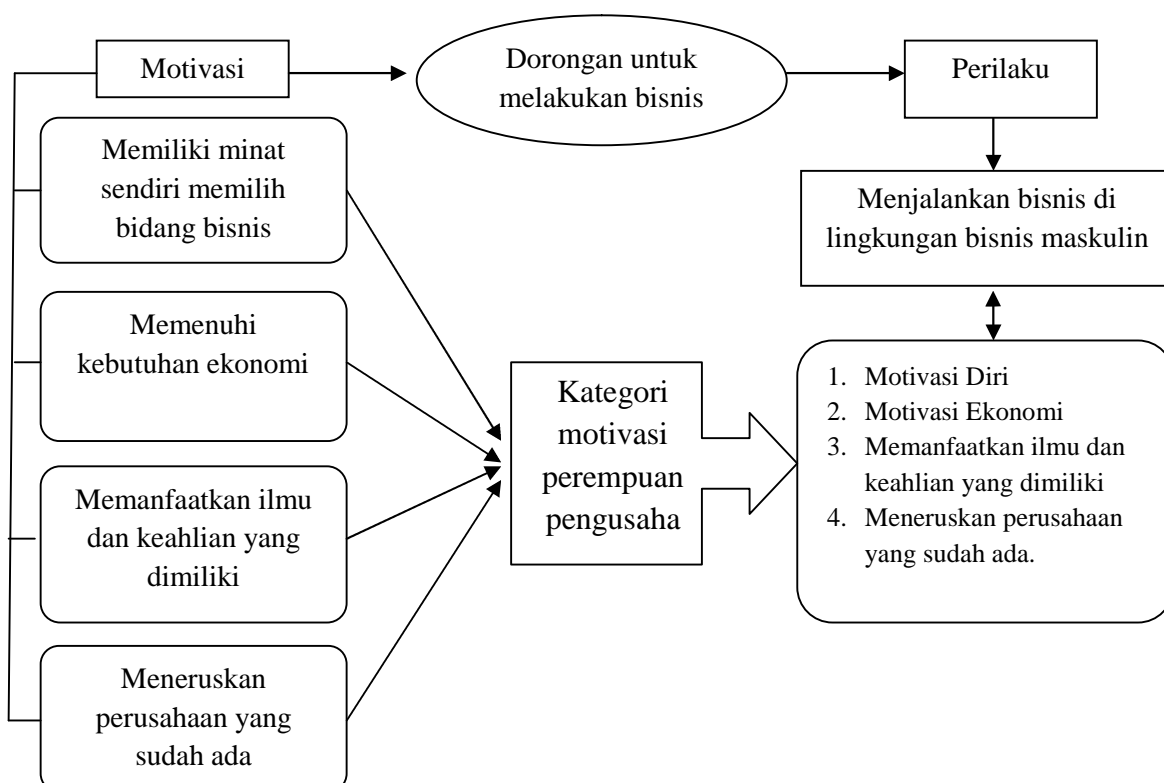 Motivasi
Dorongan untuk
melakukan bisnis
Perilaku
Memiliki minat
sendiri memilih
bidang bisnis
Menjalankan bisnis di
lingkungan bisnis maskulin
Memenuhi
kebutuhan ekonomi
Memanfaatkan ilmu
dan keahlian yang
dimiliki
Meneruskan
perusahaan yang
sudah ada
Kategori
motivasi
perempuan
pengusaha
1. Motivasi Diri
2. Motivasi Ekonomi
3. Memanfaatkan ilmu dan
keahlian yang dimiliki
4. Meneruskan perusahaan
yang sudah ada.